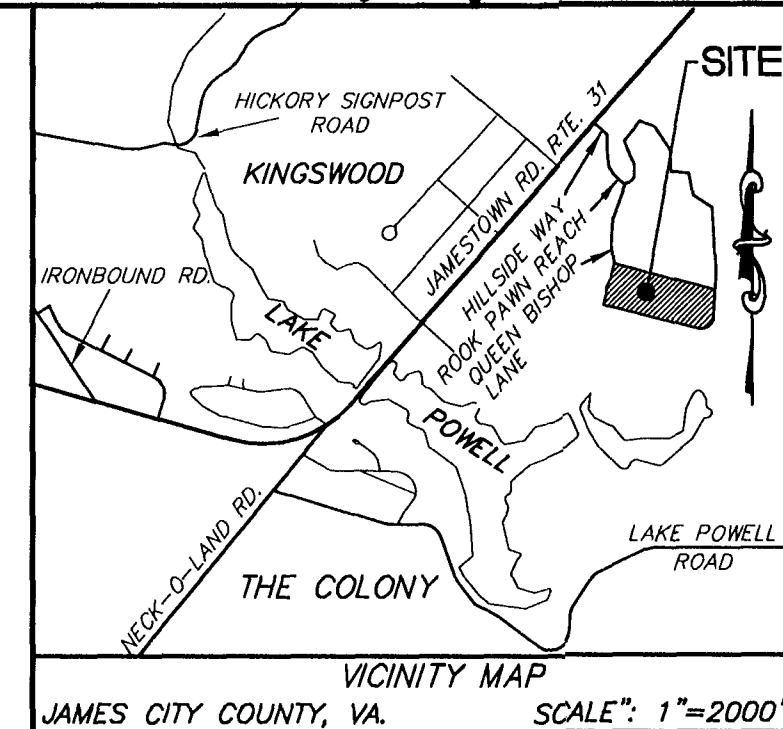 SITE
HICKORY SIGNPOST
ROAD
KINGSWOOD
JAMESTOWN RD. RTE. 31
HILLSIDE WAY
ROOK PAWN REACH
QUEEN BISHOP
LANE
IRONBOUND RD.
LAKE
POWELL
NECK-O-LAND RD.
THE COLONY
LAKE POWELL
ROAD
VICINITY MAP
JAMES CITY COUNTY, VA.
SCALE": 1"=2000'